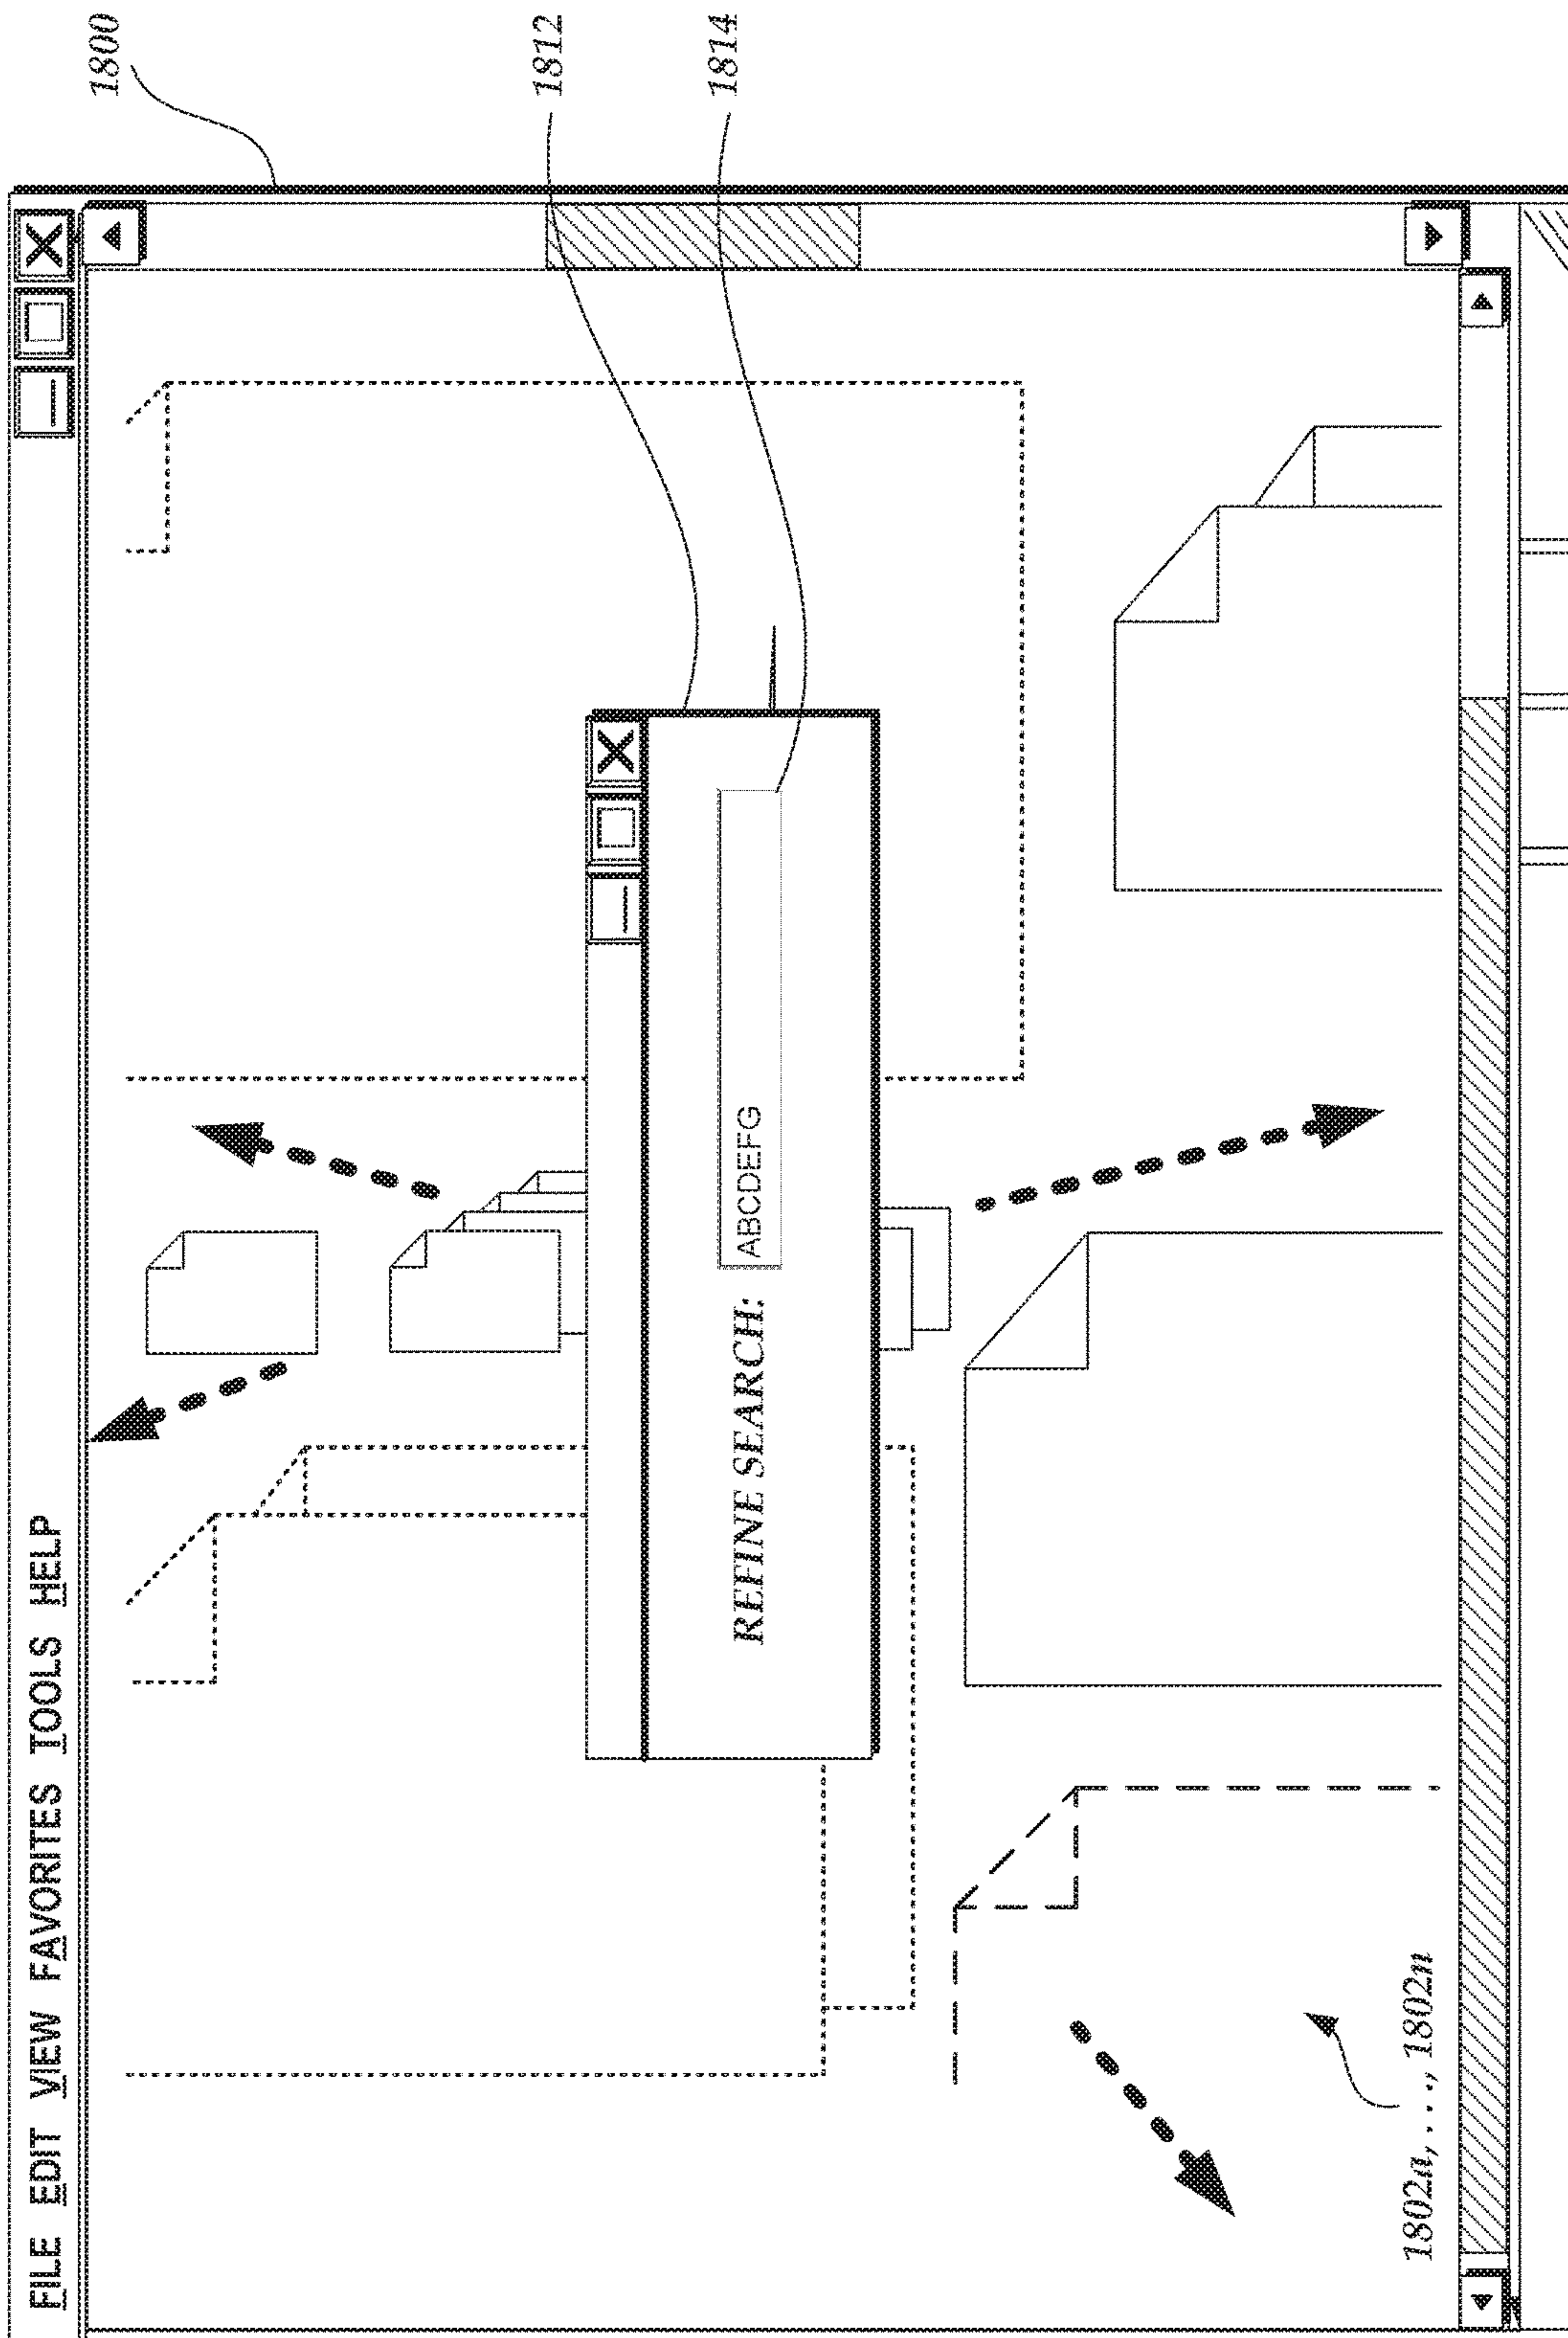 FILE EDIT VIEW FAVORITES TOOLS HELP
1800
1812
1814
REFINE SEARCH: ABCDEFG
1802a, . . ., 1802n